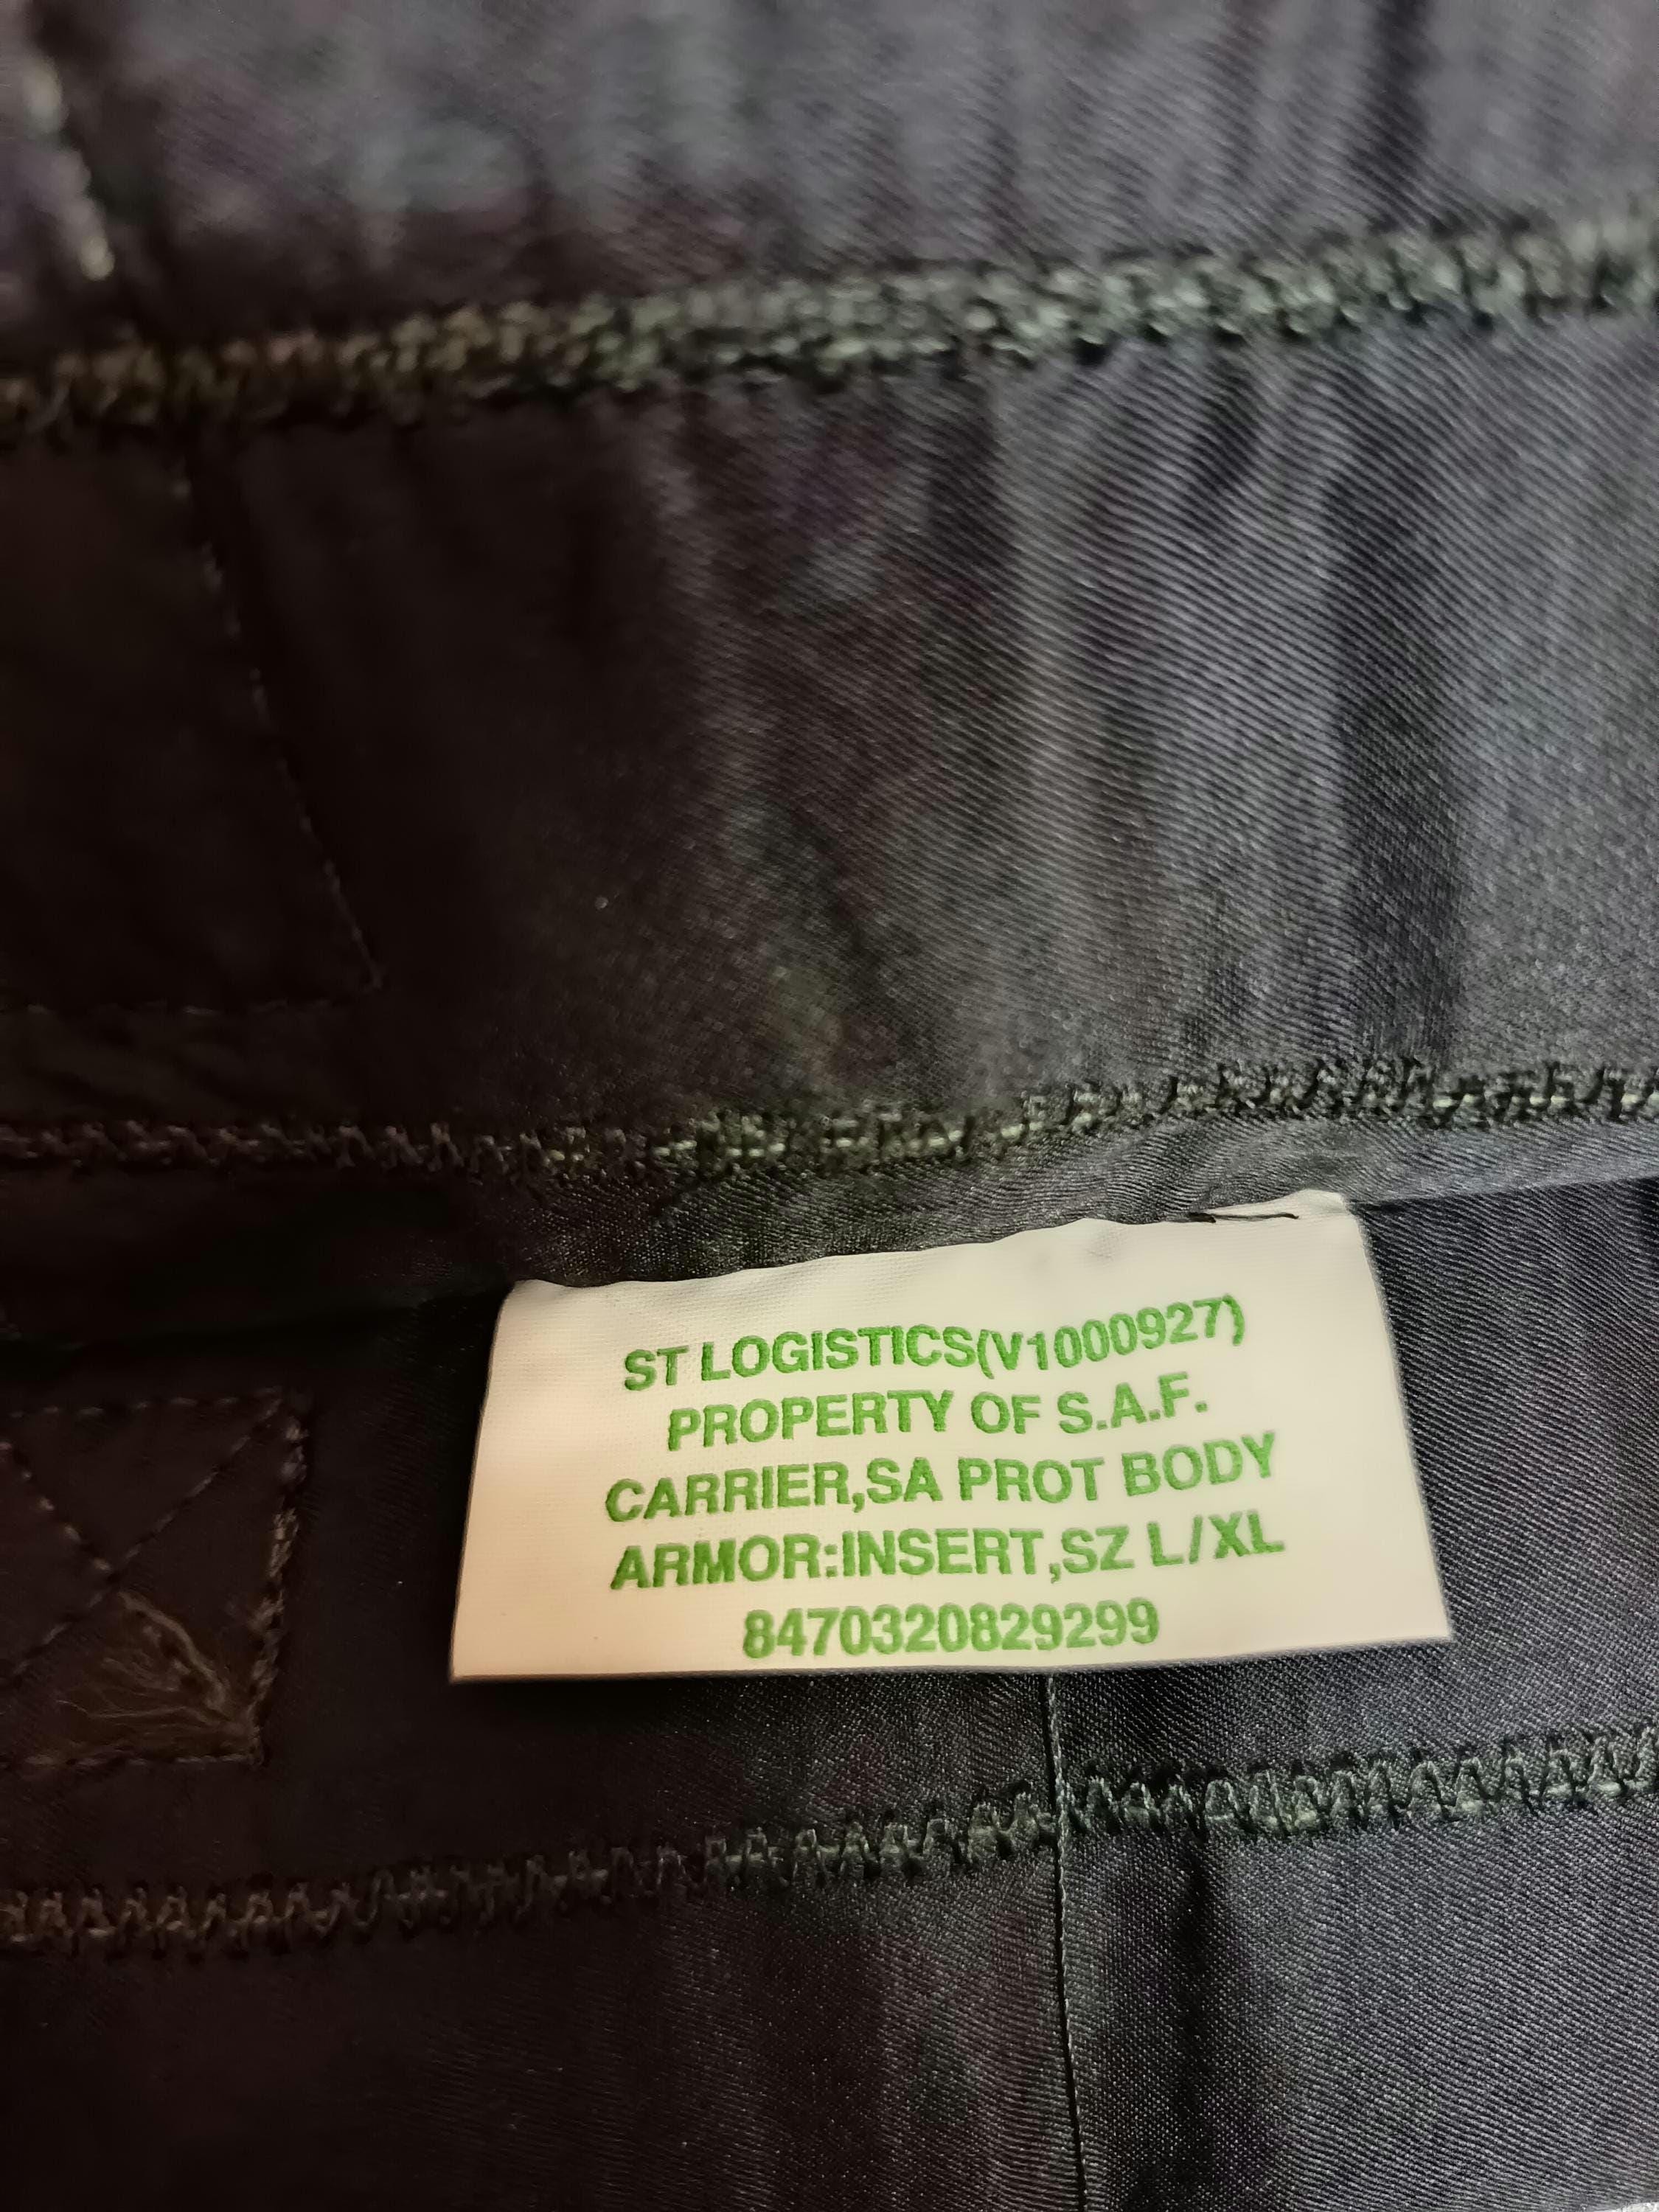 ST LOGISTICS(V1000927)
PROPERTY OF S.A.F.
CARRIER,SA PROT BODY
ARMOR:INSERT,SZ L/XL
8470320829299